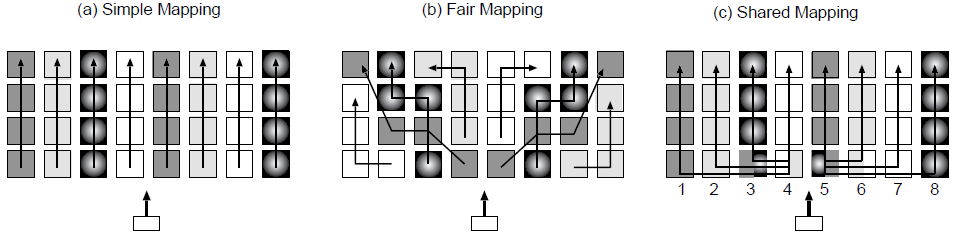 (a) Simple Mapping
(b) Fair Mapping
(c) Shared Mapping
1 2 3 4 5 6 7 8